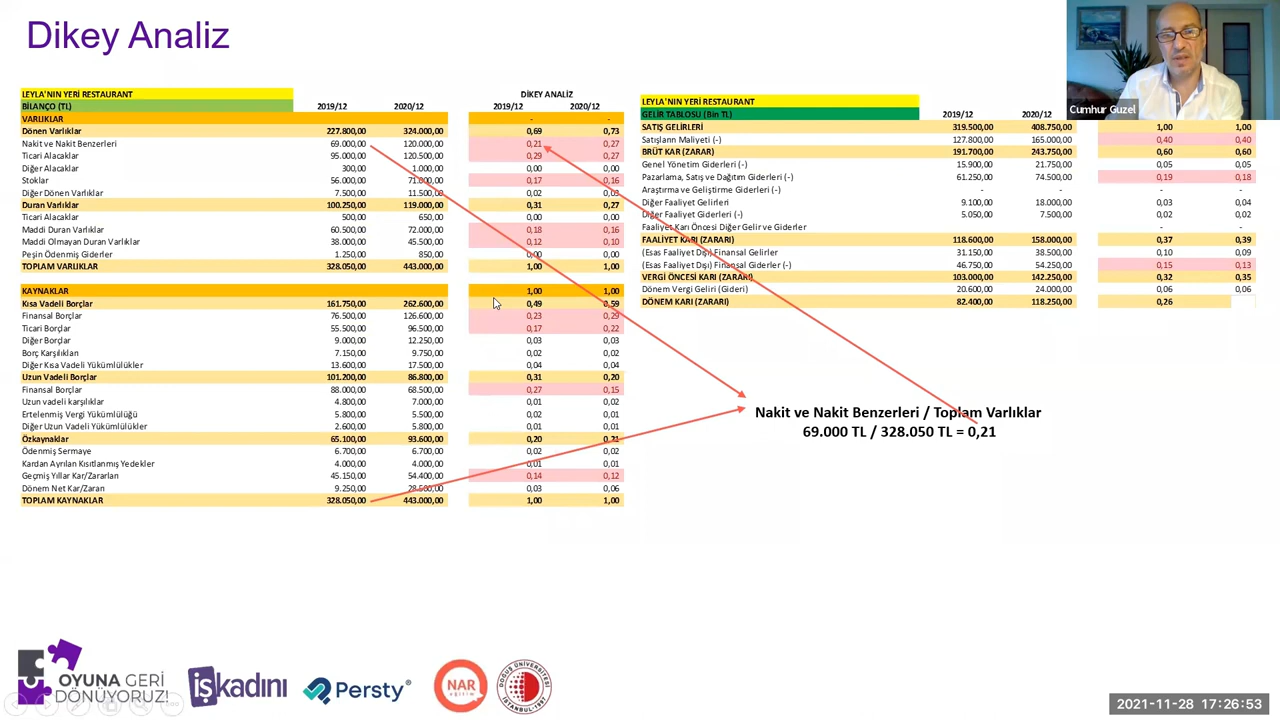 Dikey Analiz
Cumhur Guzel
LEYLA'NIN YERİ RESTAURANT
DİKEY ANALİZ
BİLANÇO (TL) 2019/12 2020/12 2019/12 2020/12
VARLIKLAR - -
Dönen Varlıklar 227.800,00 324.000,00 0,69 0,73
Nakit ve Nakit Benzerleri 69.000,00 120.000,00 0,21 0,27
Ticari Alacaklar 95.000,00 120.500,00 0,29 0,27
Diğer Alacaklar 300,00 1.000,00 0,00 0,00
Stoklar 56.000,00 71.000,00 0,17 0,16
Diğer Dönen Varlıklar 7.500,00 11.500,00 0,02 0,03
Duran Varlıklar 100.250,00 119.000,00 0,31 0,27
Ticari Alacaklar 500,00 650,00 0,00 0,00
Maddi Duran Varlıklar 60.500,00 72.000,00 0,18 0,16
Maddi Olmayan Duran Varlıklar 38.000,00 45.500,00 0,12 0,10
Peşin Ödenmiş Giderler 1.250,00 850,00 0,00 0,00
TOPLAM VARLIKLAR 328.050,00 443.000,00 1,00 1,00
KAYNAKLAR 1,00 1,00
Kısa Vadeli Borçlar 161.750,00 262.600,00 0,49 0,59
Finansal Borçlar 76.500,00 126.600,00 0,23 0,29
Ticari Borçlar 55.500,00 96.500,00 0,17 0,22
Diğer Borçlar 9.000,00 12.250,00 0,03 0,03
Borç Karşılıkları 7.150,00 9.750,00 0,02 0,02
Diğer Kısa Vadeli Yükümlülükler 13.600,00 17.500,00 0,04 0,04
Uzun Vadeli Borçlar 101.200,00 86.800,00 0,31 0,20
Finansal Borçlar 88.000,00 68.500,00 0,27 0,15
Uzun vadeli karşılıklar 4.800,00 7.000,00 0,01 0,02
Ertelenmiş Vergi Yükümlülüğü 5.800,00 5.500,00 0,02 0,01
Diğer Uzun Vadeli Yükümlülükler 2.600,00 5.800,00 0,01 0,01
Özkaynaklar 65.100,00 93.600,00 0,20 0,21
Ödenmiş Sermaye 6.700,00 6.700,00 0,02 0,02
Kardan Ayrılan Kısıtlanmış Yedekler 4.000,00 4.000,00 0,01 0,01
Geçmiş Yıllar Kar/Zararları 45.150,00 54.400,00 0,14 0,12
Dönem Net Kar/Zararı 9.250,00 28.500,00 0,03 0,06
TOPLAM KAYNAKLAR 328.050,00 443.000,00 1,00 1,00
LEYLA'NIN YERİ RESTAURANT
GELİR TABLOSU (Bin TL) 2019/12 2020/12
SATIŞ GELİRLERİ 319.500,00 408.750,00 1,00 1,00
Satışların Maliyeti (-) 127.800,00 165.000,00 0,40 0,40
BRÜT KAR (ZARAR) 191.700,00 243.750,00 0,60 0,60
Genel Yönetim Giderleri (-) 15.900,00 21.750,00 0,05 0,05
Pazarlama, Satış ve Dağıtım Giderleri (-) 61.250,00 74.500,00 0,19 0,18
Araştırma ve Geliştirme Giderleri (-) - - - -
Diğer Faaliyet Gelirleri 9.100,00 18.000,00 0,03 0,04
Diğer Faaliyet Giderleri (-) 5.050,00 7.500,00 0,02 0,02
Faaliyet Karı Öncesi Diğer Gelir ve Giderler - -
FAALİYET KARI (ZARARI) 118.600,00 158.000,00 0,37 0,39
(Esas Faaliyet Dışı) Finansal Gelirler 31.150,00 38.500,00 0,10 0,09
(Esas Faaliyet Dışı) Finansal Giderler (-) 46.750,00 54.250,00 0,15 0,13
VERGİ ÖNCESİ KARI (ZARARI) 103.000,00 142.250,00 0,32 0,35
Dönem Vergi Geliri (Gideri) 20.600,00 24.000,00 0,06 0,06
DÖNEM KARI (ZARARI) 82.400,00 118.250,00 0,26
Nakit ve Nakit Benzerleri / Toplam Varlıklar
69.000 TL / 328.050 TL = 0,21
OYUNA GERİ
DÖNÜYORUZ!
işkadını
Persty
NAR
eğitim
DOĞUŞ ÜNİVERSİTESİ
İSTANBUL-1997
2021-11-28 17:26:53